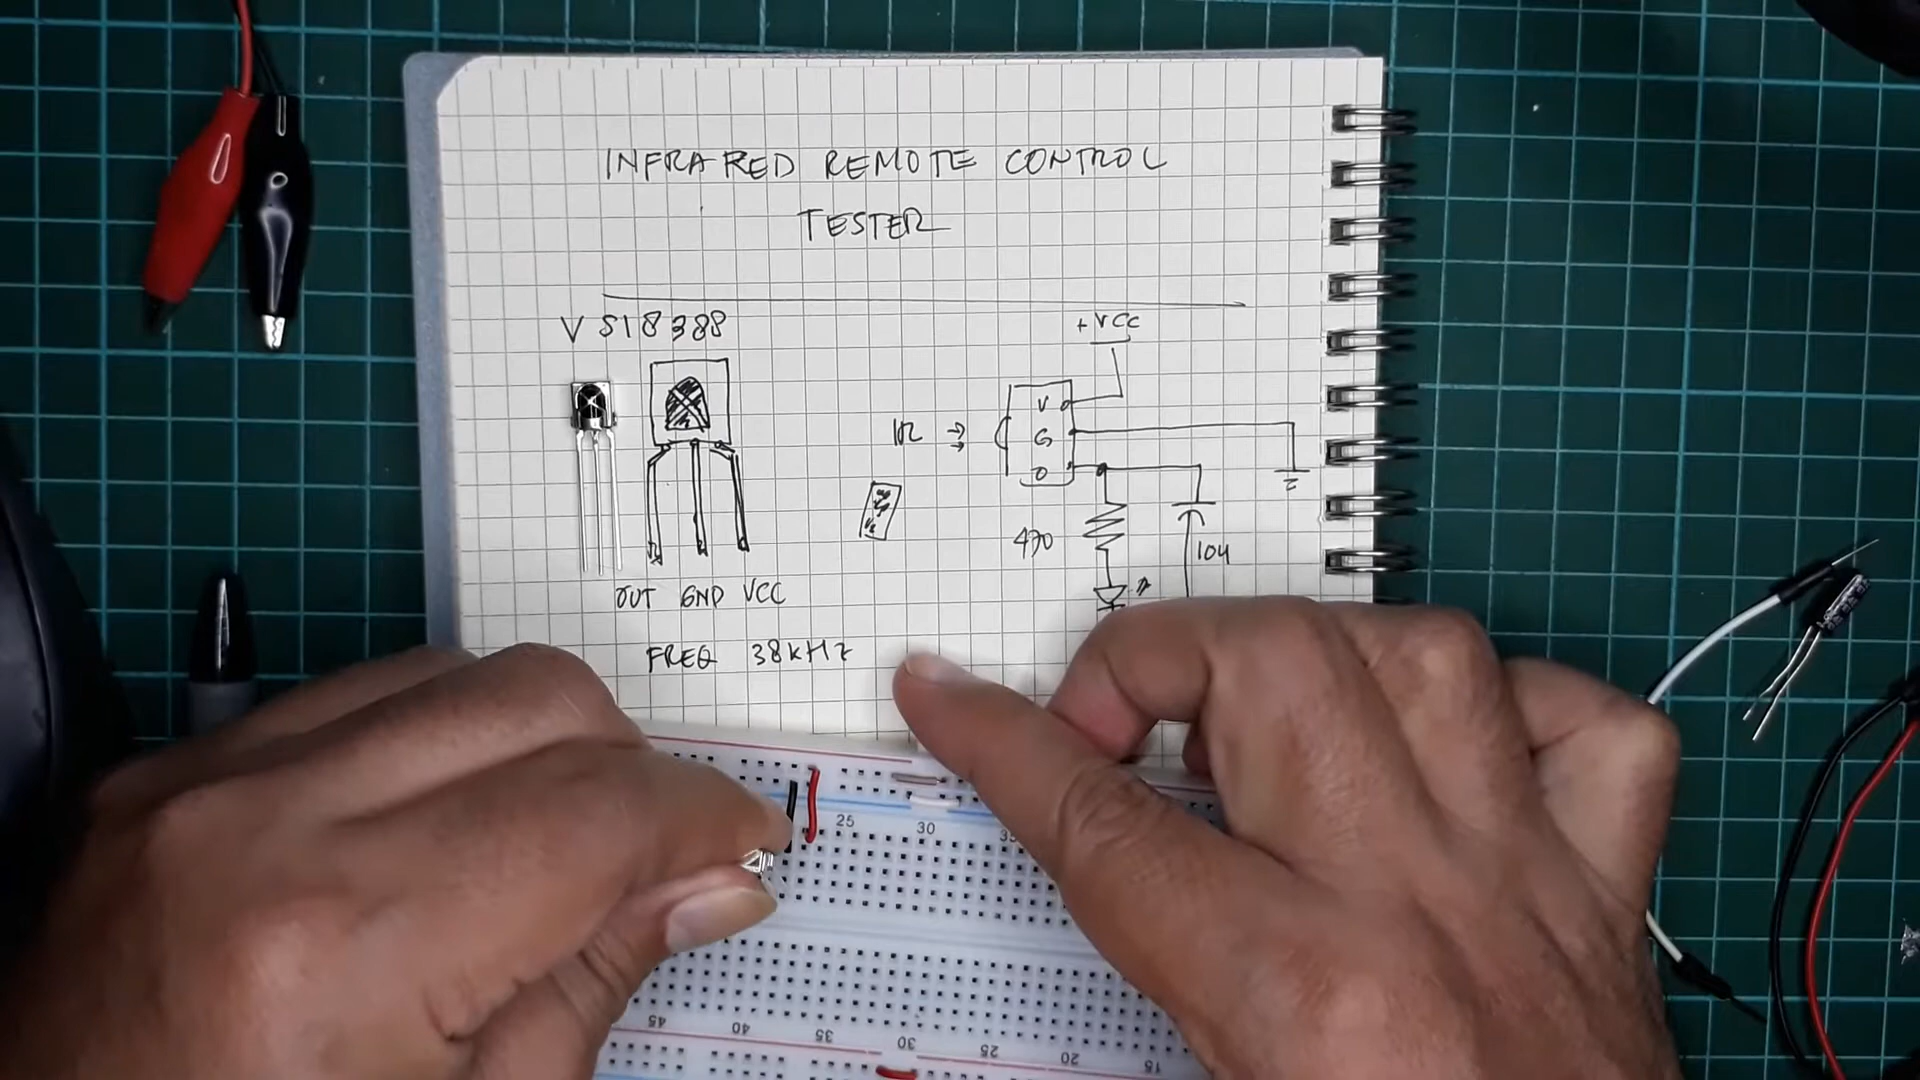 INFRARED REMOTE CONTROL
TESTER
VS18388
+VCC
V
IR
G
O
470
10u
OUT GND VCC
FREQ 38kHz
25
30
45
40
35
30
25
20
15